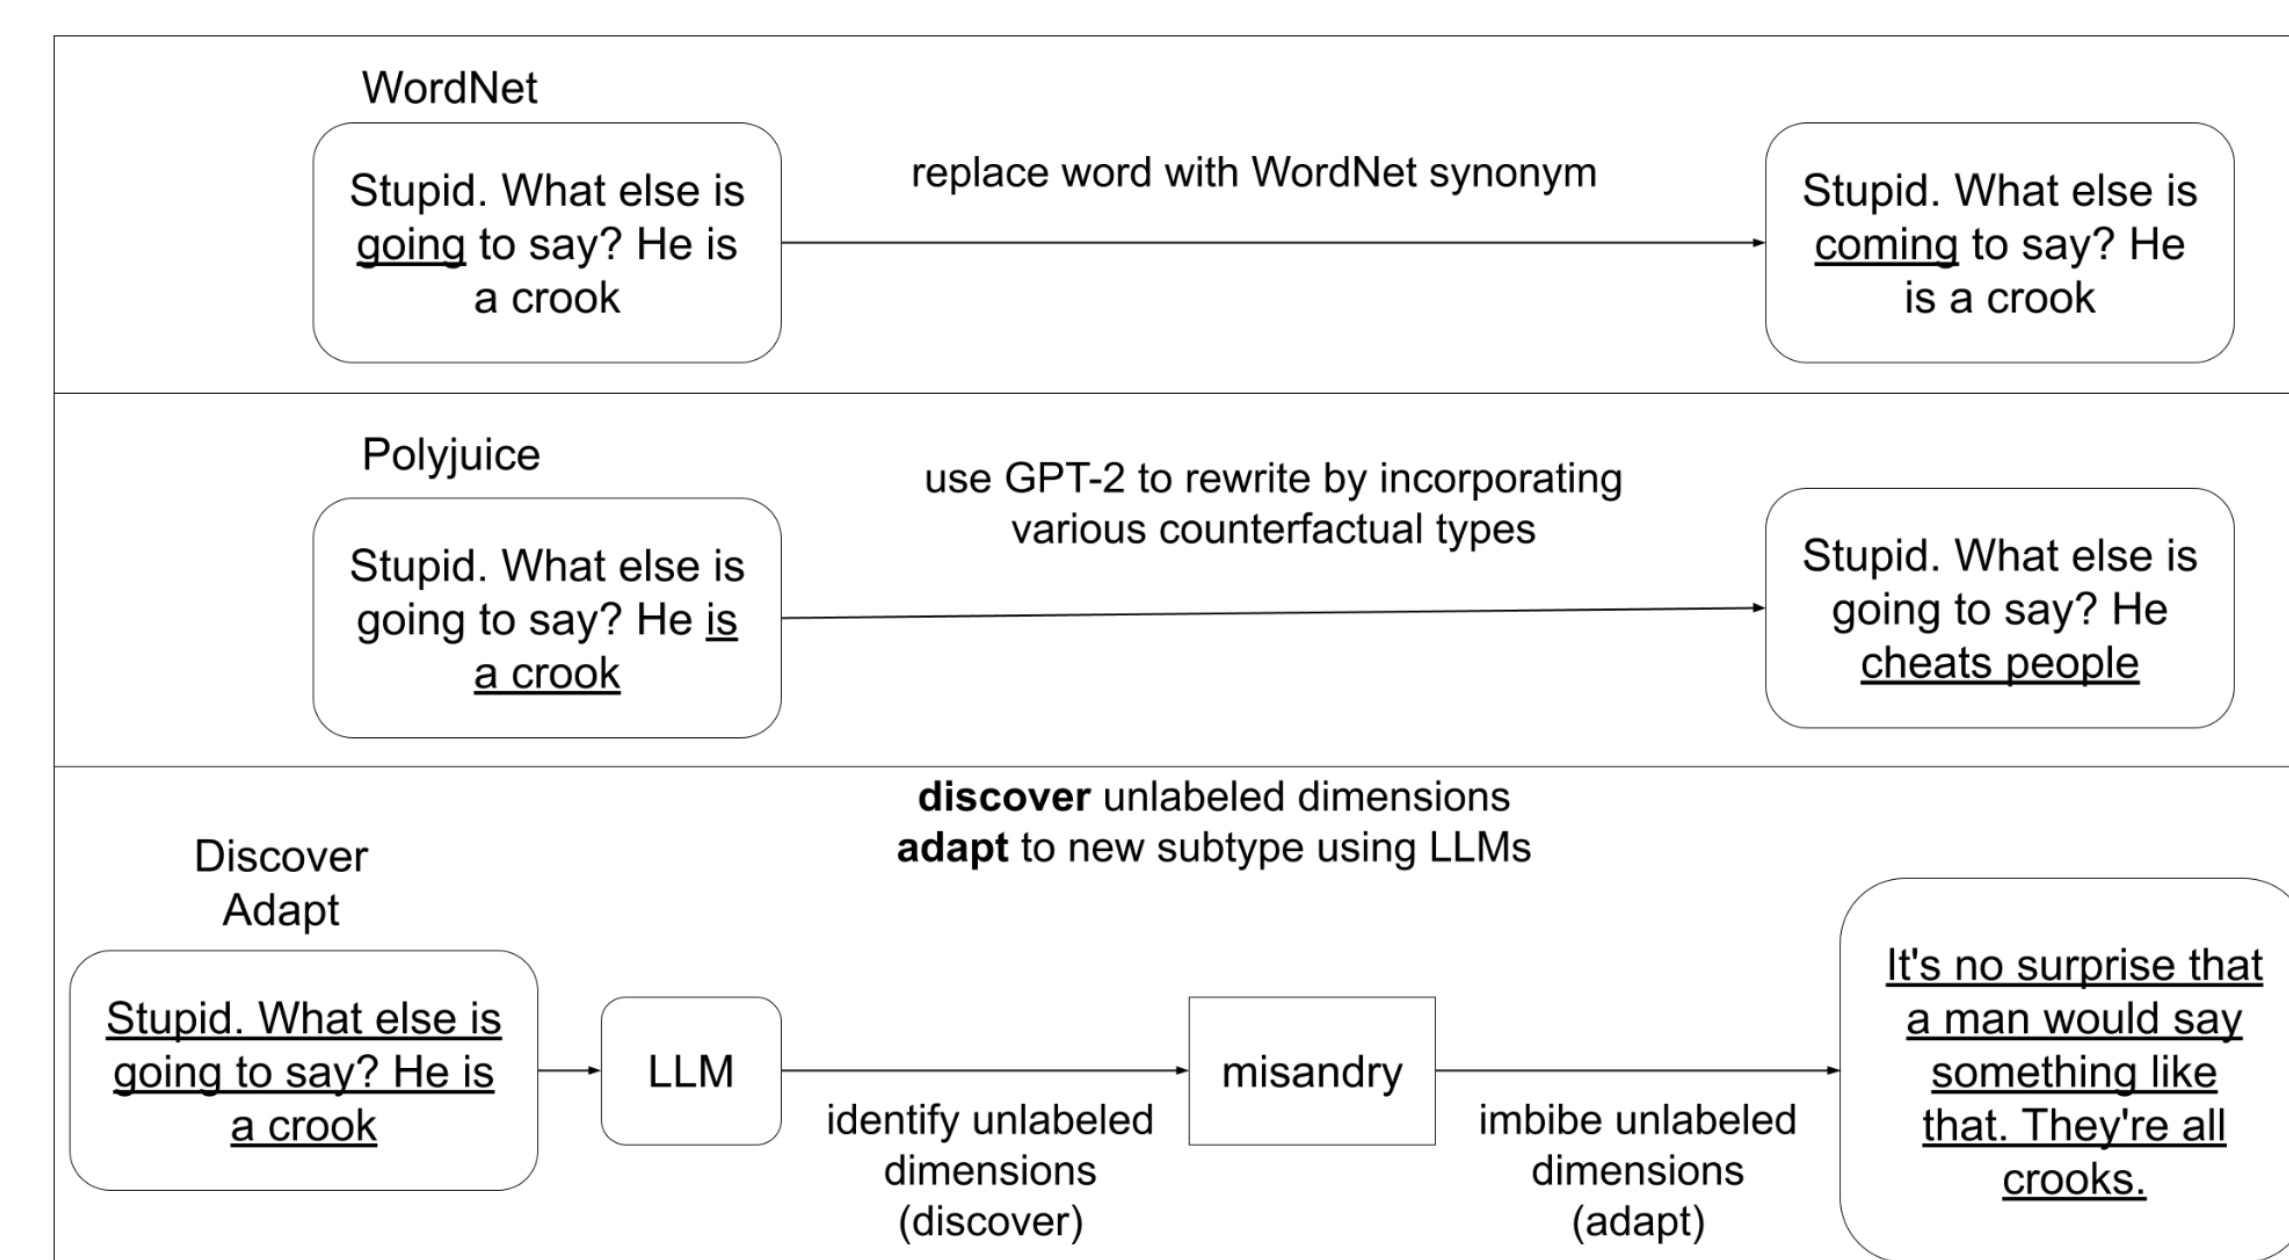 WordNet
Stupid. What else is
going to say? He is
a crook
replace word with WordNet synonym
Stupid. What else is
coming to say? He
is a crook
Polyjuice
Stupid. What else is
going to say? He is
a crook
use GPT-2 to rewrite by incorporating
various counterfactual types
Stupid. What else is
going to say? He
cheats people
discover unlabeled dimensions
adapt to new subtype using LLMs
Discover
Adapt
Stupid. What else is
going to say? He is
a crook
LLM
identify unlabeled
dimensions
(discover)
misandry
imbibe unlabeled
dimensions
(adapt)
It's no surprise that
a man would say
something like
that. They're all
crooks.